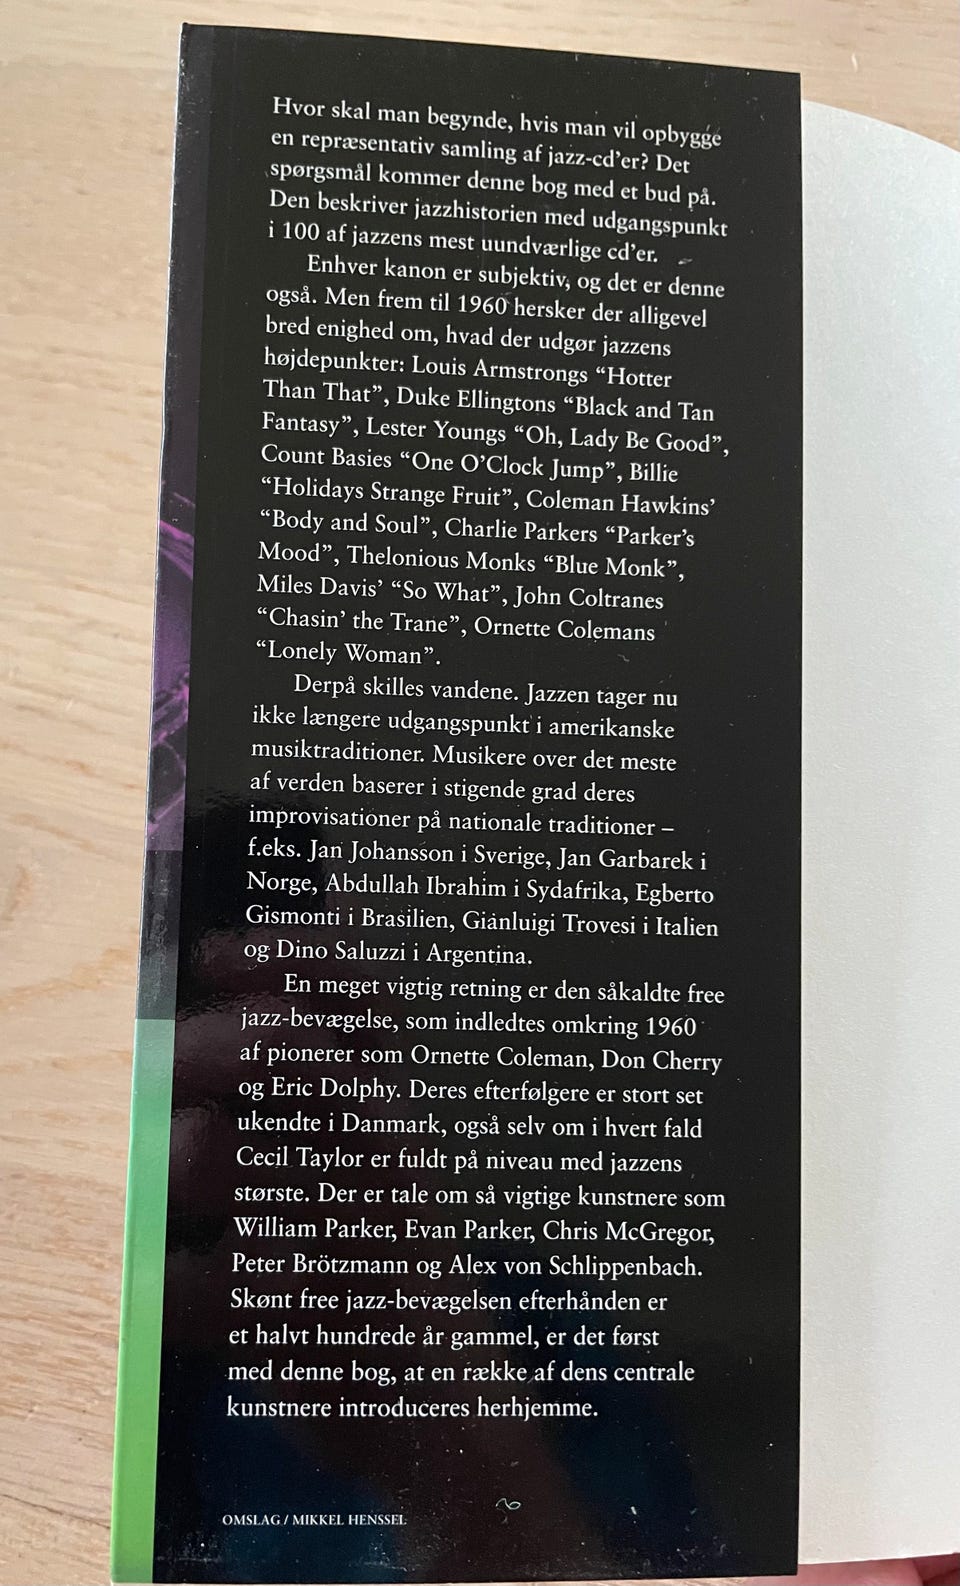 Hvor skal man begynde, hvis man vil opbygge
en repræsentativ samling af jazz-cd’er? Det
spørgsmål kommer denne bog med et bud på.
Den beskriver jazzhistorien med udgangspunkt
i 100 af jazzens mest uundværlige cd’er.
Enhver kanon er subjektiv, og det er denne
også. Men frem til 1960 hersker der alligevel
bred enighed om, hvad der udgør jazzens
højdepunkter: Louis Armstrongs “Hotter
Than That”, Duke Ellingtons “Black and Tan
Fantasy”, Lester Youngs “Oh, Lady Be Good”,
Count Basies “One O’Clock Jump”, Billie
“Holidays Strange Fruit”, Coleman Hawkins’
“Body and Soul”, Charlie Parkers “Parker’s
Mood”, Thelonious Monks “Blue Monk”,
Miles Davis’ “So What”, John Coltranes
“Chasin’ the Trane”, Ornette Colemans
“Lonely Woman”.
Derpå skilles vandene. Jazzen tager nu
ikke længere udgangspunkt i amerikanske
musiktraditioner. Musikere over det meste
af verden baserer i stigende grad deres
improvisationer på nationale traditioner –
f.eks. Jan Johansson i Sverige, Jan Garbarek i
Norge, Abdullah Ibrahim i Sydafrika, Egberto
Gismonti i Brasilien, Gianluigi Trovesi i Italien
og Dino Saluzzi i Argentina.
En meget vigtig retning er den såkaldte free
jazz-bevægelse, som indledtes omkring 1960
af pionerer som Ornette Coleman, Don Cherry
og Eric Dolphy. Deres efterfølgere er stort set
ukendte i Danmark, også selv om i hvert fald
Cecil Taylor er fuldt på niveau med jazzens
største. Der er tale om så vigtige kunstnere som
William Parker, Evan Parker, Chris McGregor,
Peter Brötzmann og Alex von Schlippenbach.
Skønt free jazz-bevægelsen efterhånden er
et halvt hundrede år gammel, er det først
med denne bog, at en række af dens centrale
kunstnere introduceres herhjemme.
OMSLAG / MIKKEL HENSSEL